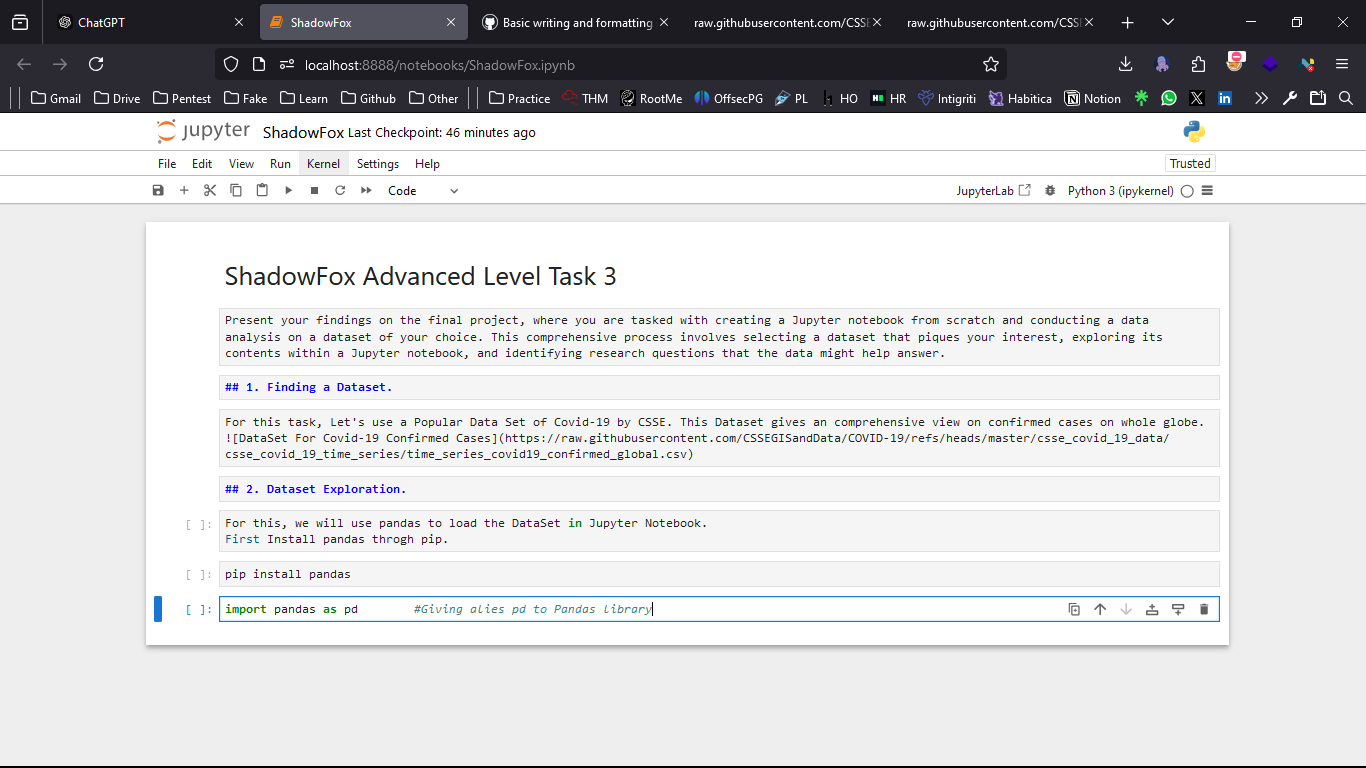 ChatGPT
ShadowFox
Basic writing and formatting
raw.githubusercontent.com/CSSE
raw.githubusercontent.com/CSSE
localhost:8888/notebooks/ShadowFox.ipynb
Gmail Drive Pentest Fake Learn Github Other Practice THM RootMe OffsecPG PL HO HR Intigriti Habitica Notion
jupyter ShadowFox Last Checkpoint: 46 minutes ago
File Edit View Run Kernel Settings Help Trusted
Code JupyterLab Python 3 (ipykernel)
ShadowFox Advanced Level Task 3
Present your findings on the final project, where you are tasked with creating a Jupyter notebook from scratch and conducting a data
analysis on a dataset of your choice. This comprehensive process involves selecting a dataset that piques your interest, exploring its
contents within a Jupyter notebook, and identifying research questions that the data might help answer.
## 1. Finding a Dataset.
For this task, Let's use a Popular Data Set of Covid-19 by CSSE. This Dataset gives an comprehensive view on confirmed cases on whole globe.
![DataSet For Covid-19 Confirmed Cases](https://raw.githubusercontent.com/CSSEGISandData/COVID-19/refs/heads/master/csse_covid_19_data/
csse_covid_19_time_series/time_series_covid19_confirmed_global.csv)
## 2. Dataset Exploration.
[ ]: For this, we will use pandas to load the DataSet in Jupyter Notebook.
First Install pandas throgh pip.
[ ]: pip install pandas
[ ]: import pandas as pd #Giving alies pd to Pandas library